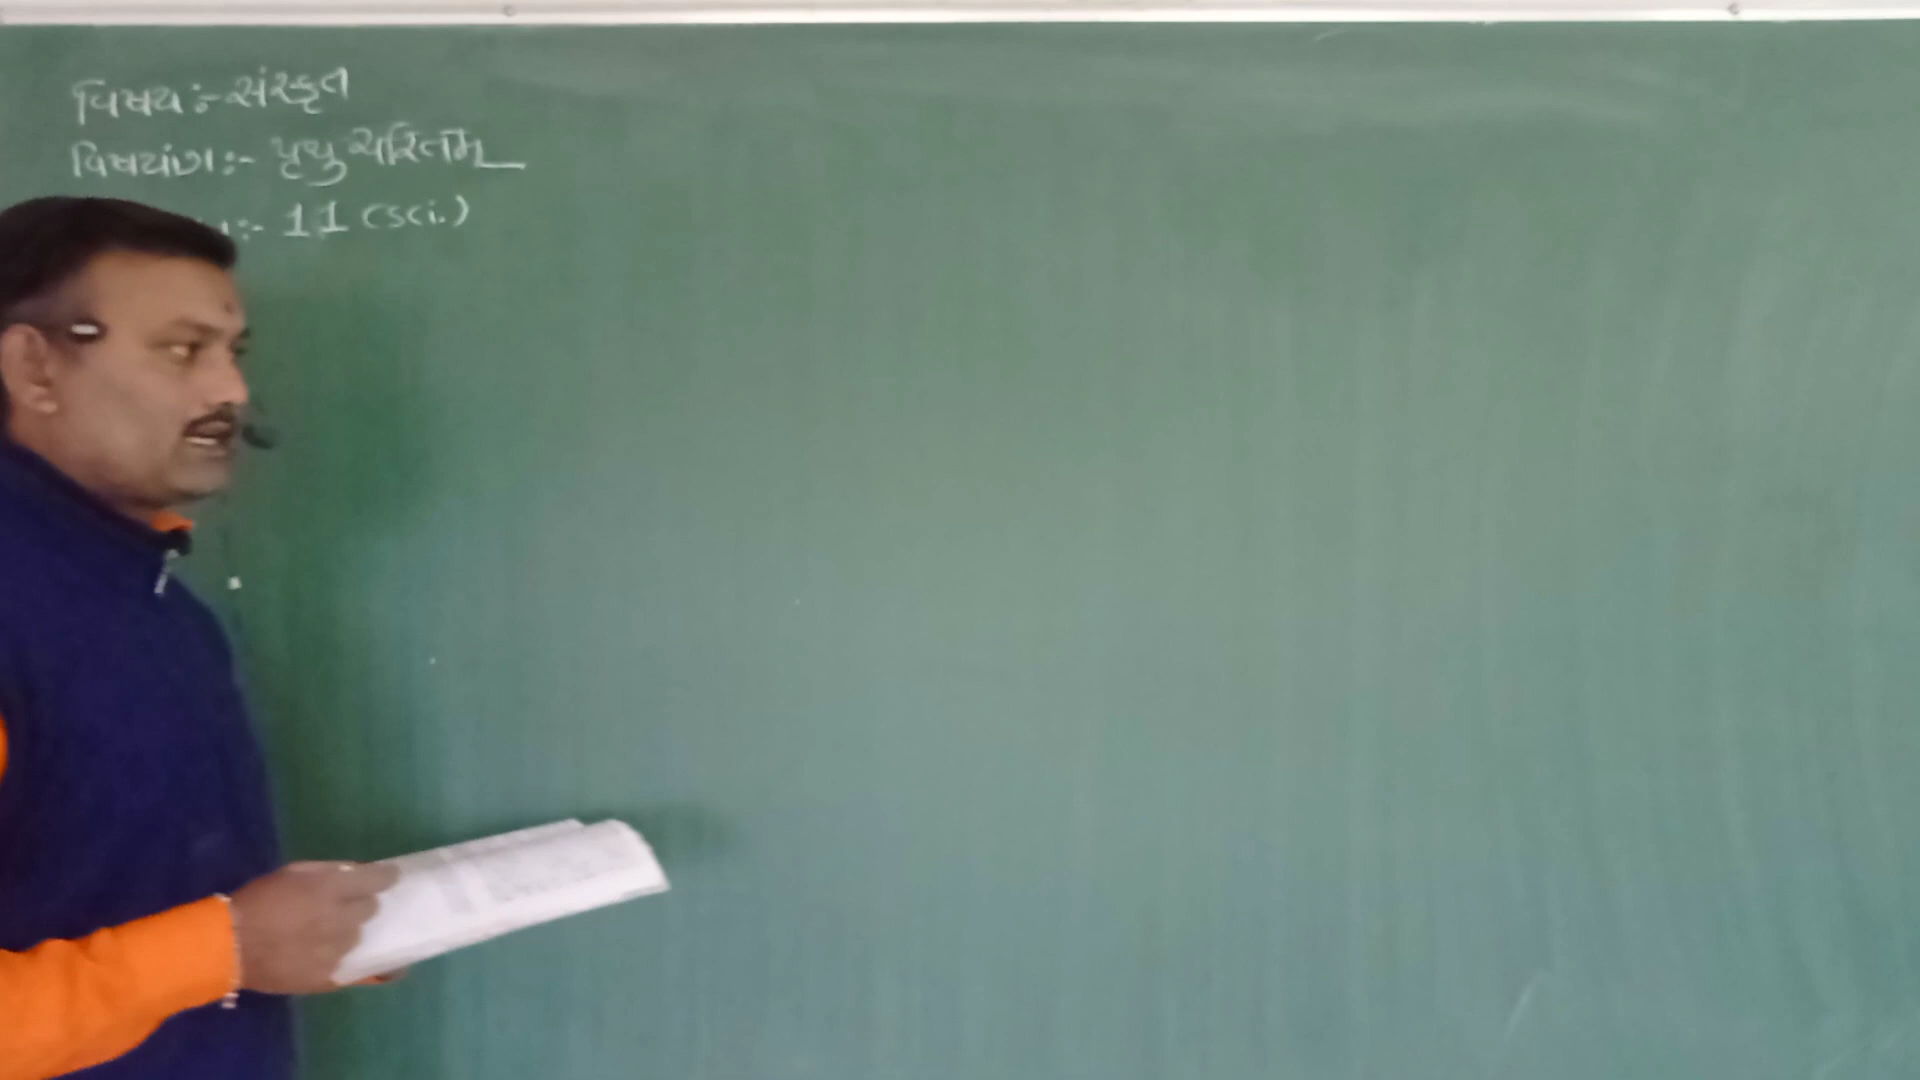 વિષય :- સંસ્કૃત
વિષયાંશ :- પૃથુચરિતમ્
:- 11 (sci.)